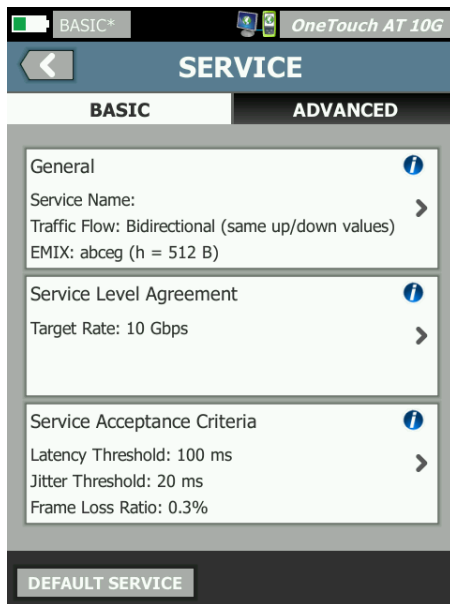 BASIC*
OneTouch AT 10G
SERVICE
BASIC
ADVANCED
General
Service Name:
Traffic Flow: Bidirectional (same up/down values)
EMIX: abceg (h = 512 B)
Service Level Agreement
Target Rate: 10 Gbps
Service Acceptance Criteria
Latency Threshold: 100 ms
Jitter Threshold: 20 ms
Frame Loss Ratio: 0.3%
DEFAULT SERVICE